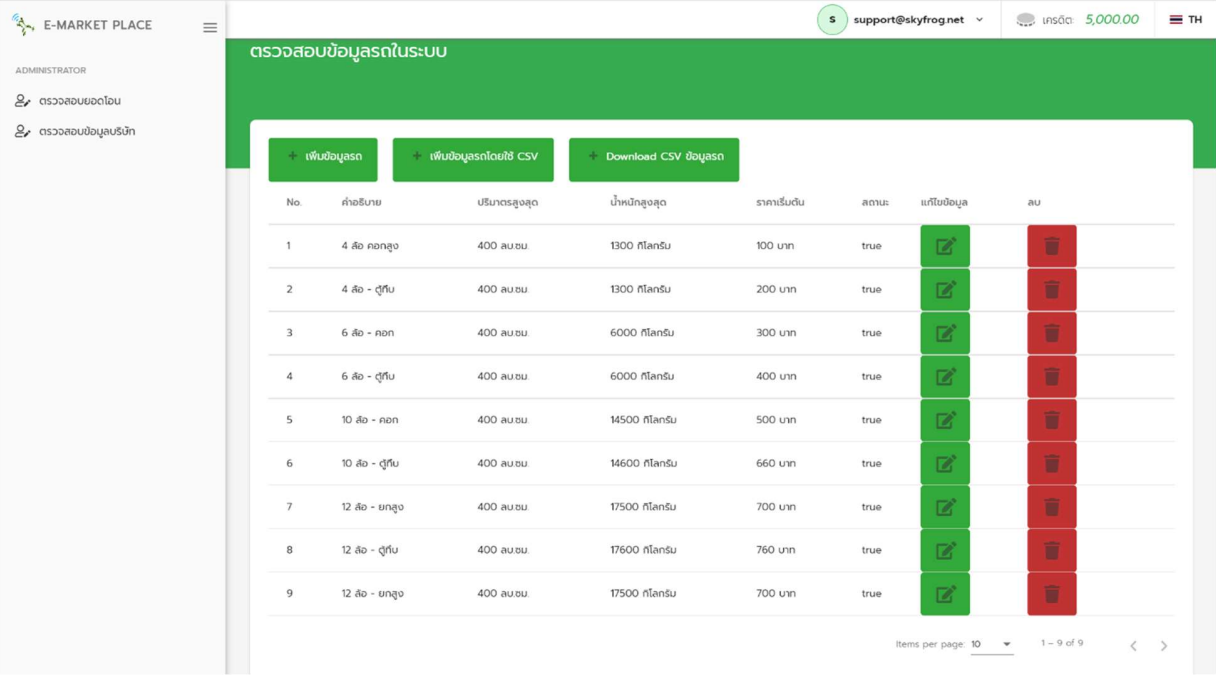 E-MARKET PLACE
S support@skyfrog.net เครดิต: 5,000.00 TH
ตรวจสอบข้อมูลรถในระบบ
ADMINISTRATOR
ตรวจสอบยอดโอน
ตรวจสอบข้อมูลบริษัท
+ เพิ่มข้อมูลรถ + เพิ่มข้อมูลรถโดยใช้ CSV + Download CSV ข้อมูลรถ
No. คำอธิบาย ปริมาตรสูงสุด น้ำหนักสูงสุด ราคาเริ่มต้น สถานะ แก้ไขข้อมูล ลบ
1 4 ล้อ คอกสูง 400 ลบ.ซม. 1300 กิโลกรัม 100 บาท true
2 4 ล้อ - ตู้ทึบ 400 ลบ.ซม. 1300 กิโลกรัม 200 บาท true
3 6 ล้อ - คอก 400 ลบ.ซม. 6000 กิโลกรัม 300 บาท true
4 6 ล้อ - ตู้ทึบ 400 ลบ.ซม. 6000 กิโลกรัม 400 บาท true
5 10 ล้อ - คอก 400 ลบ.ซม. 14500 กิโลกรัม 500 บาท true
6 10 ล้อ - ตู้ทึบ 400 ลบ.ซม. 14600 กิโลกรัม 660 บาท true
7 12 ล้อ - ยกสูง 400 ลบ.ซม. 17500 กิโลกรัม 700 บาท true
8 12 ล้อ - ตู้ทึบ 400 ลบ.ซม. 17600 กิโลกรัม 760 บาท true
9 12 ล้อ - ยกสูง 400 ลบ.ซม. 17500 กิโลกรัม 700 บาท true
Items per page: 10 1 – 9 of 9